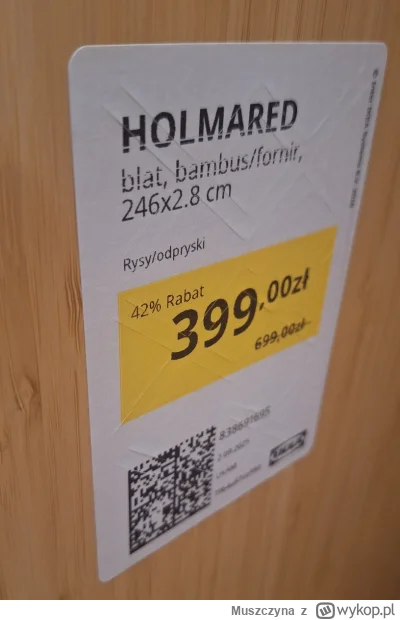 HOLMARED
blat, bambus/fornir,
246x2.8 cm
Rysy/odpryski
42% Rabat
399,00zł
699,00zł
838691695
IKEA
Muszczyna z wykop.pl